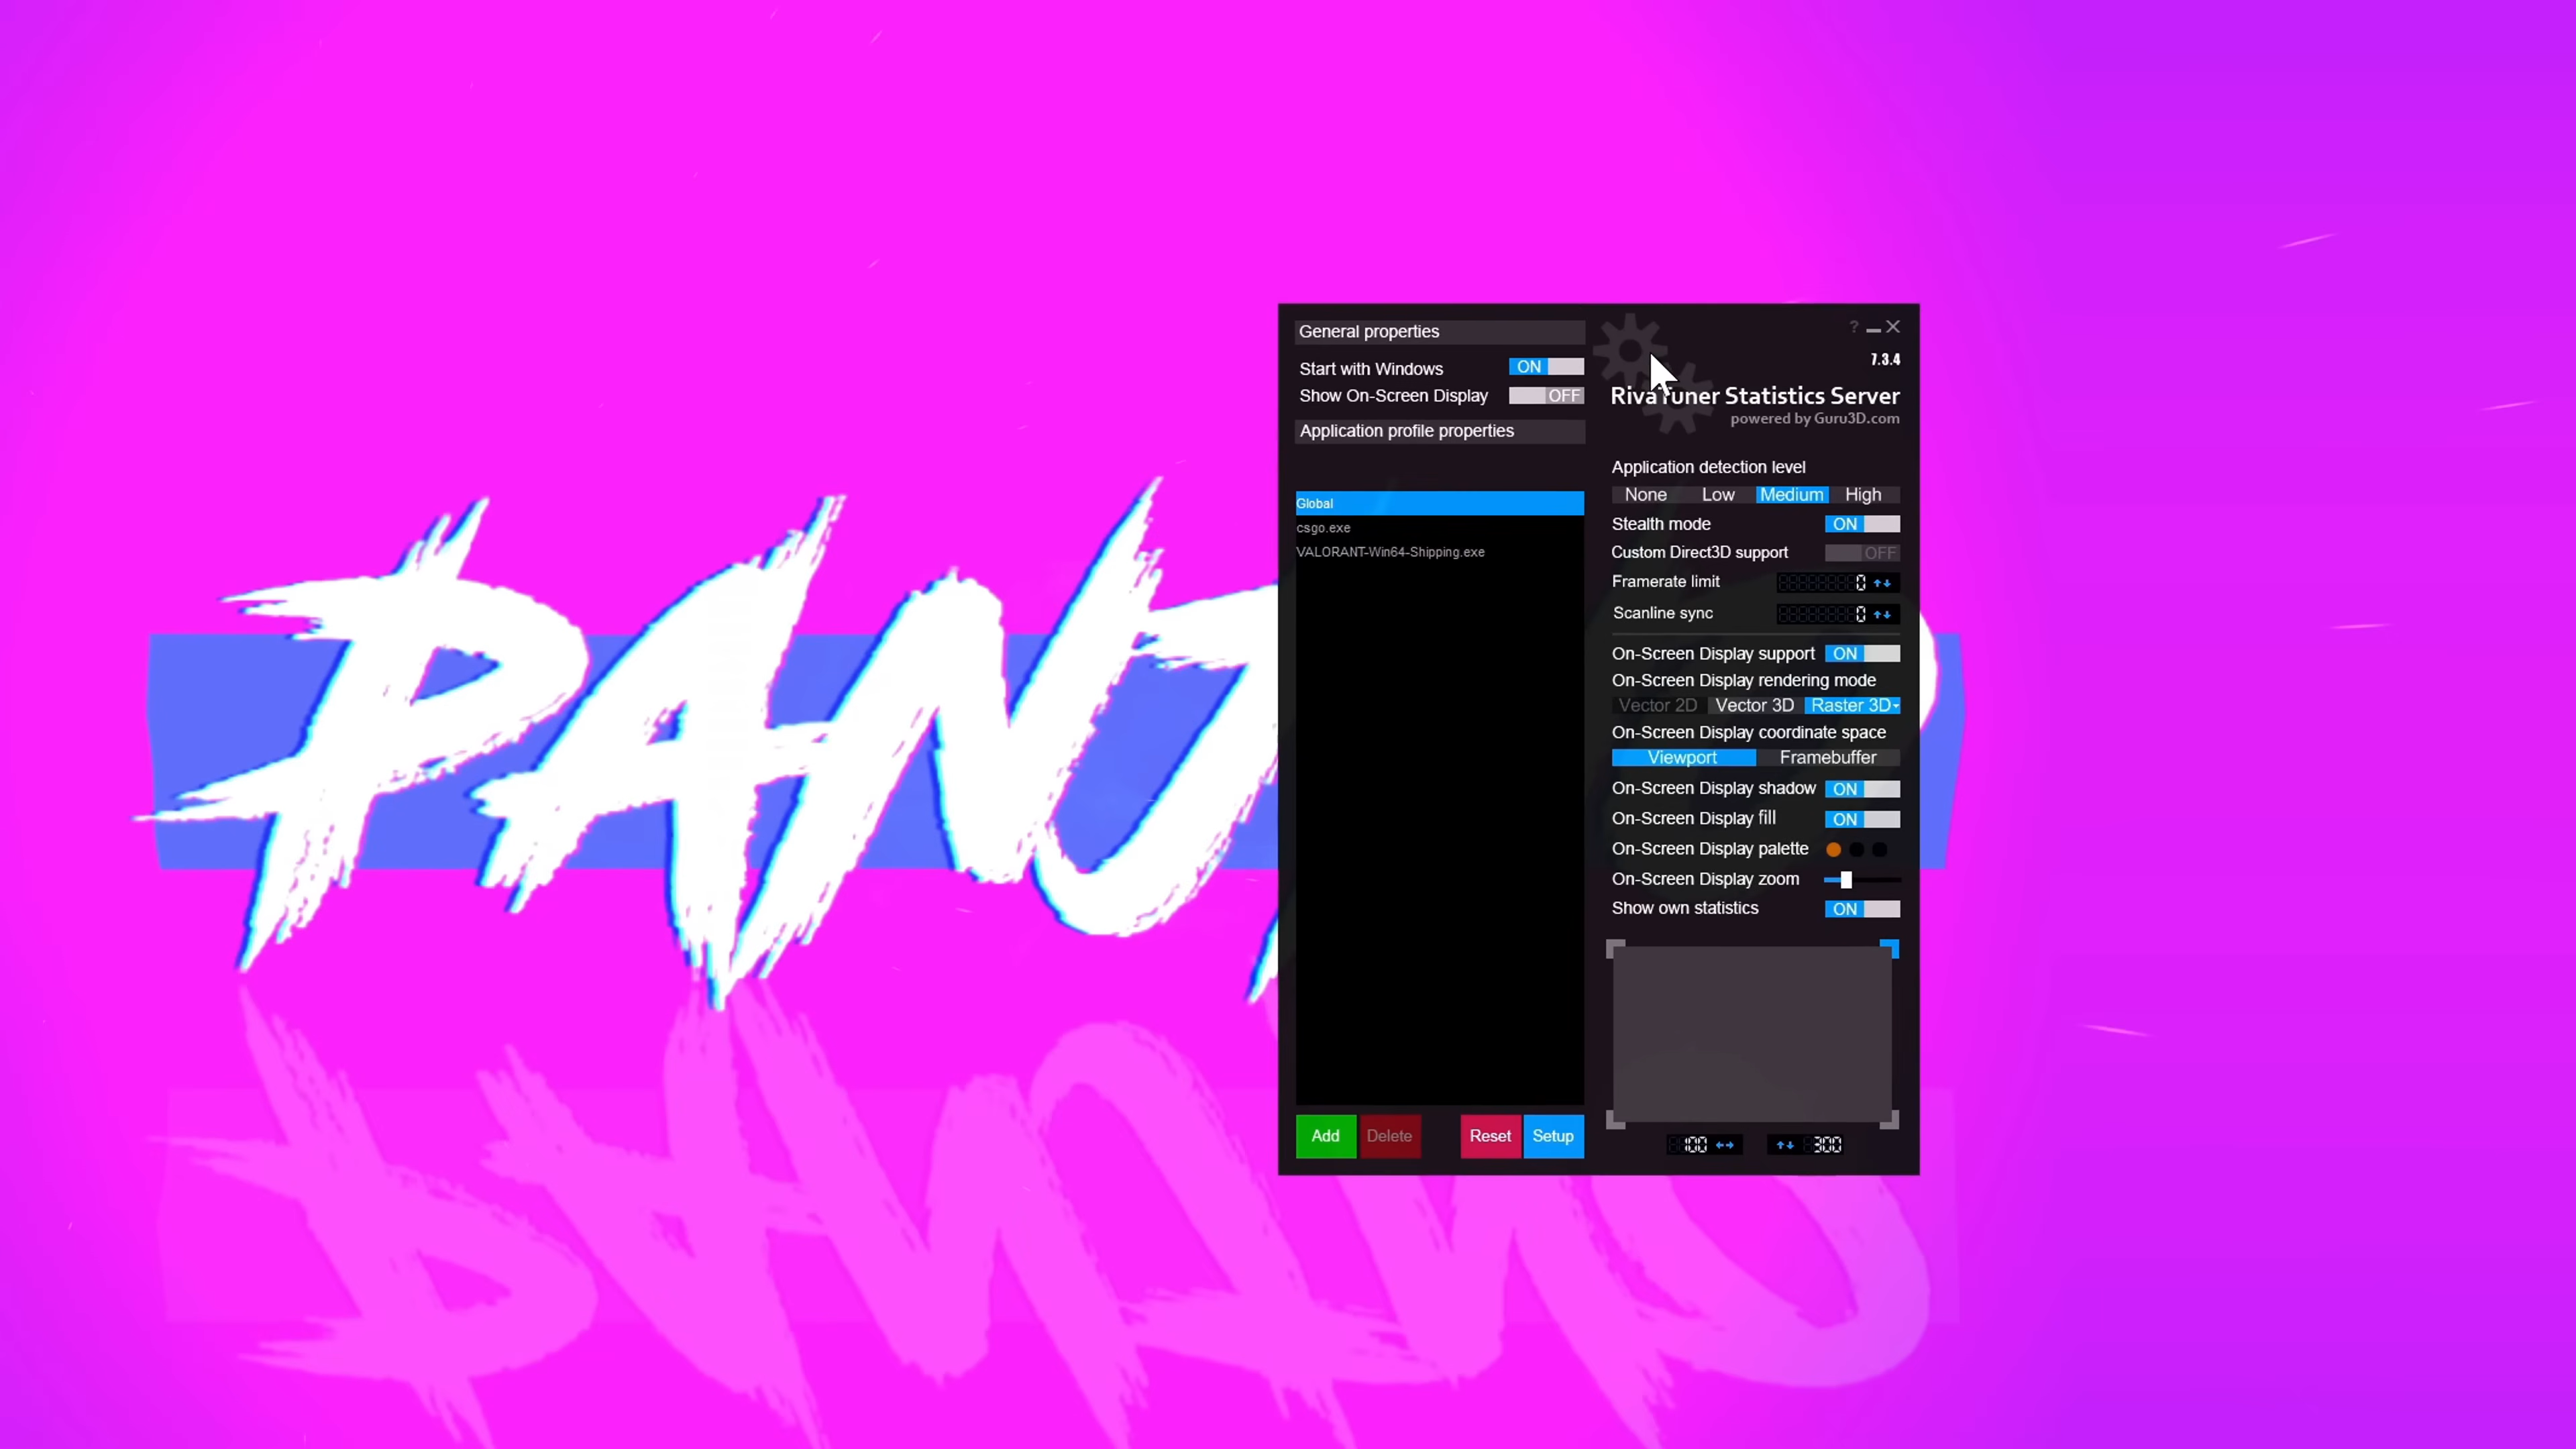 General properties
Start with Windows ON
Show On-Screen Display OFF
Application profile properties
Global
csgo.exe
VALORANT-Win64-Shipping.exe
Add Delete Reset Setup
?
7.3.4
RivaTuner Statistics Server
powered by Guru3D.com
Application detection level
None Low Medium High
Stealth mode ON
Custom Direct3D support OFF
Framerate limit 0
Scanline sync 0
On-Screen Display support ON
On-Screen Display rendering mode
Vector 2D Vector 3D Raster 3D
On-Screen Display coordinate space
Viewport Framebuffer
On-Screen Display shadow ON
On-Screen Display fill ON
On-Screen Display palette
On-Screen Display zoom
Show own statistics ON
100 300